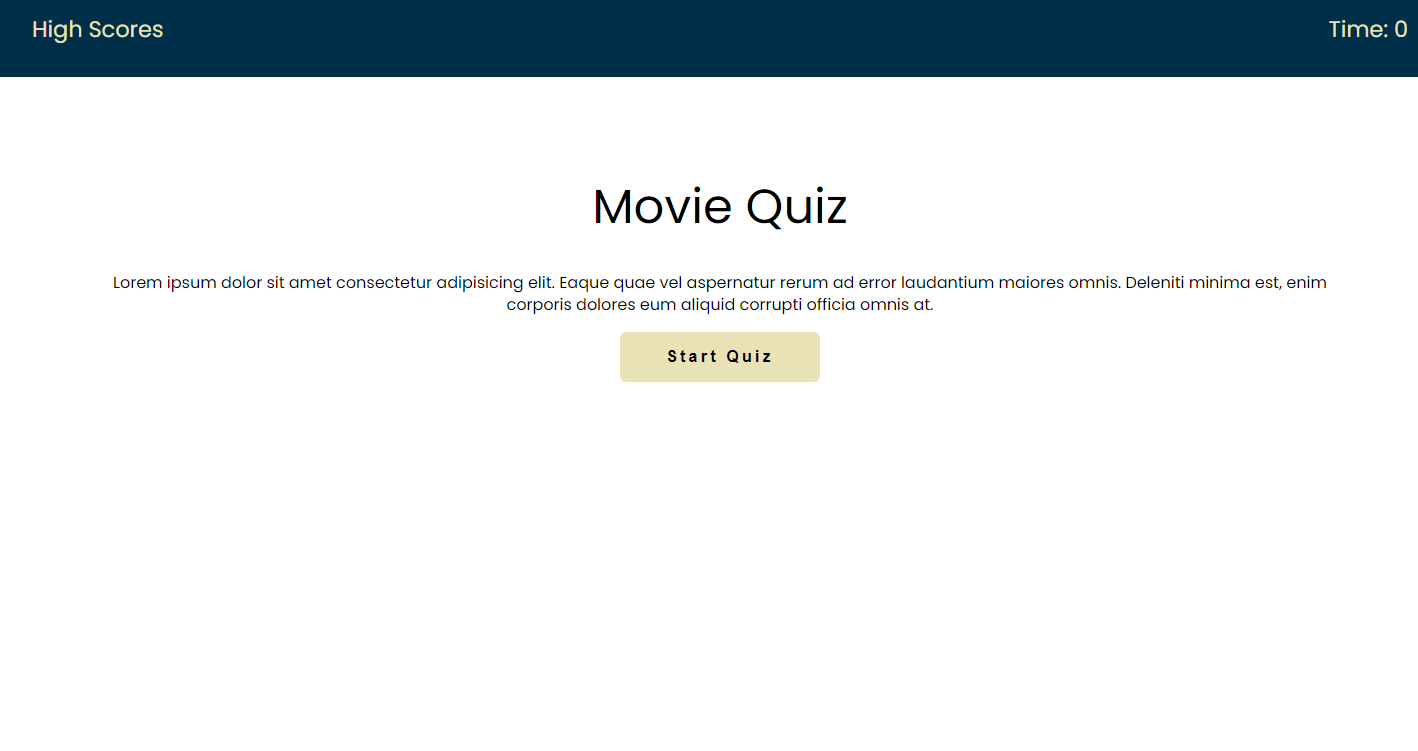 High Scores
Time: 0
Movie Quiz
Lorem ipsum dolor sit amet consectetur adipisicing elit. Eaque quae vel aspernatur rerum ad error laudantium maiores omnis. Deleniti minima est, enim
corporis dolores eum aliquid corrupti officia omnis at.
Start Quiz